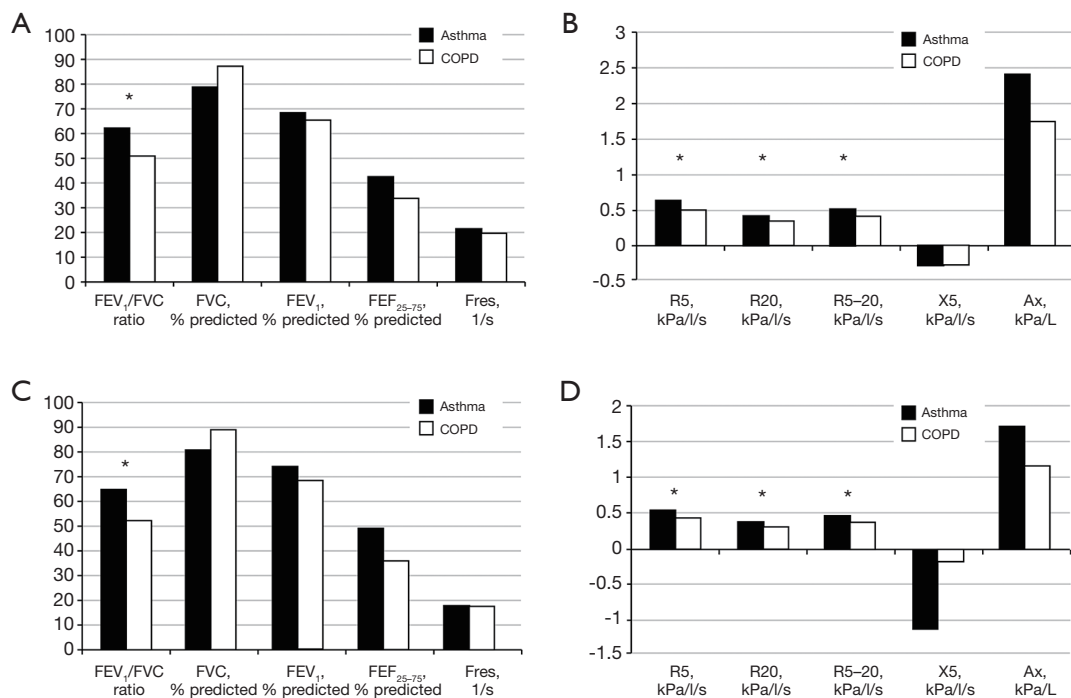 A
100
90
80
70
60
50
40
30
20
10
0
Asthma
COPD
*
FEV₁/FVC ratio
FVC, % predicted
FEV₁, % predicted
FEF₂₅₋₇₅, % predicted
Fres, 1/s
B
3
2.5
2
1.5
1
0.5
0
-0.5
Asthma
COPD
* * *
R5, kPa/l/s
R20, kPa/l/s
R5–20, kPa/l/s
X5, kPa/l/s
Ax, kPa/L
C
100
90
80
70
60
50
40
30
20
10
0
Asthma
COPD
*
FEV₁/FVC ratio
FVC, % predicted
FEV₁, % predicted
FEF₂₅₋₇₅, % predicted
Fres, 1/s
D
2
1.5
1
0.5
0
-0.5
-1
-1.5
Asthma
COPD
* * *
R5, kPa/l/s
R20, kPa/l/s
R5–20, kPa/l/s
X5, kPa/l/s
Ax, kPa/L